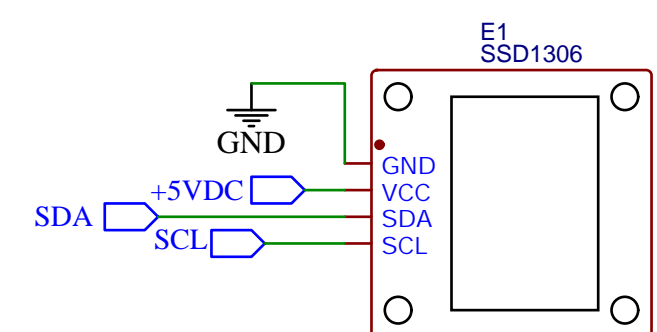 E1
SSD1306
GND
GND
+5VDC
VCC
SDA
SDA
SCL
SCL